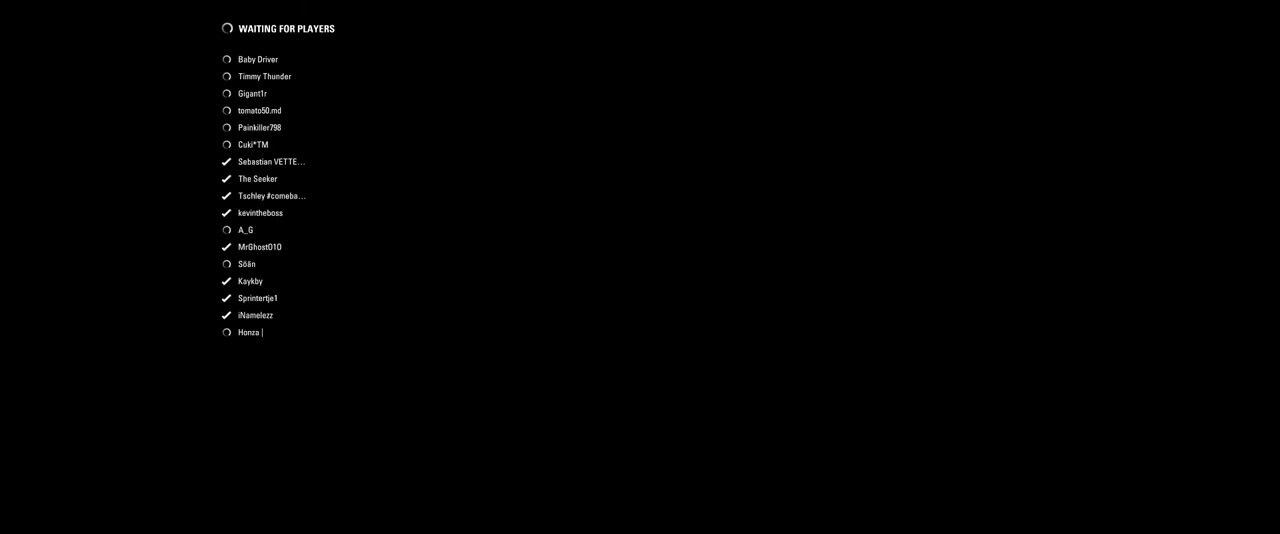 WAITING FOR PLAYERS
Baby Driver
Timmy Thunder
Gigant1r
tomato50.md
Painkiller798
Cuki*TM
Sebastian VETTE...
The Seeker
Tschley #comeba...
kevintheboss
A_G
MrGhost010
Sōăn
Kaykby
Sprintertje1
iNamelezz
Honza |